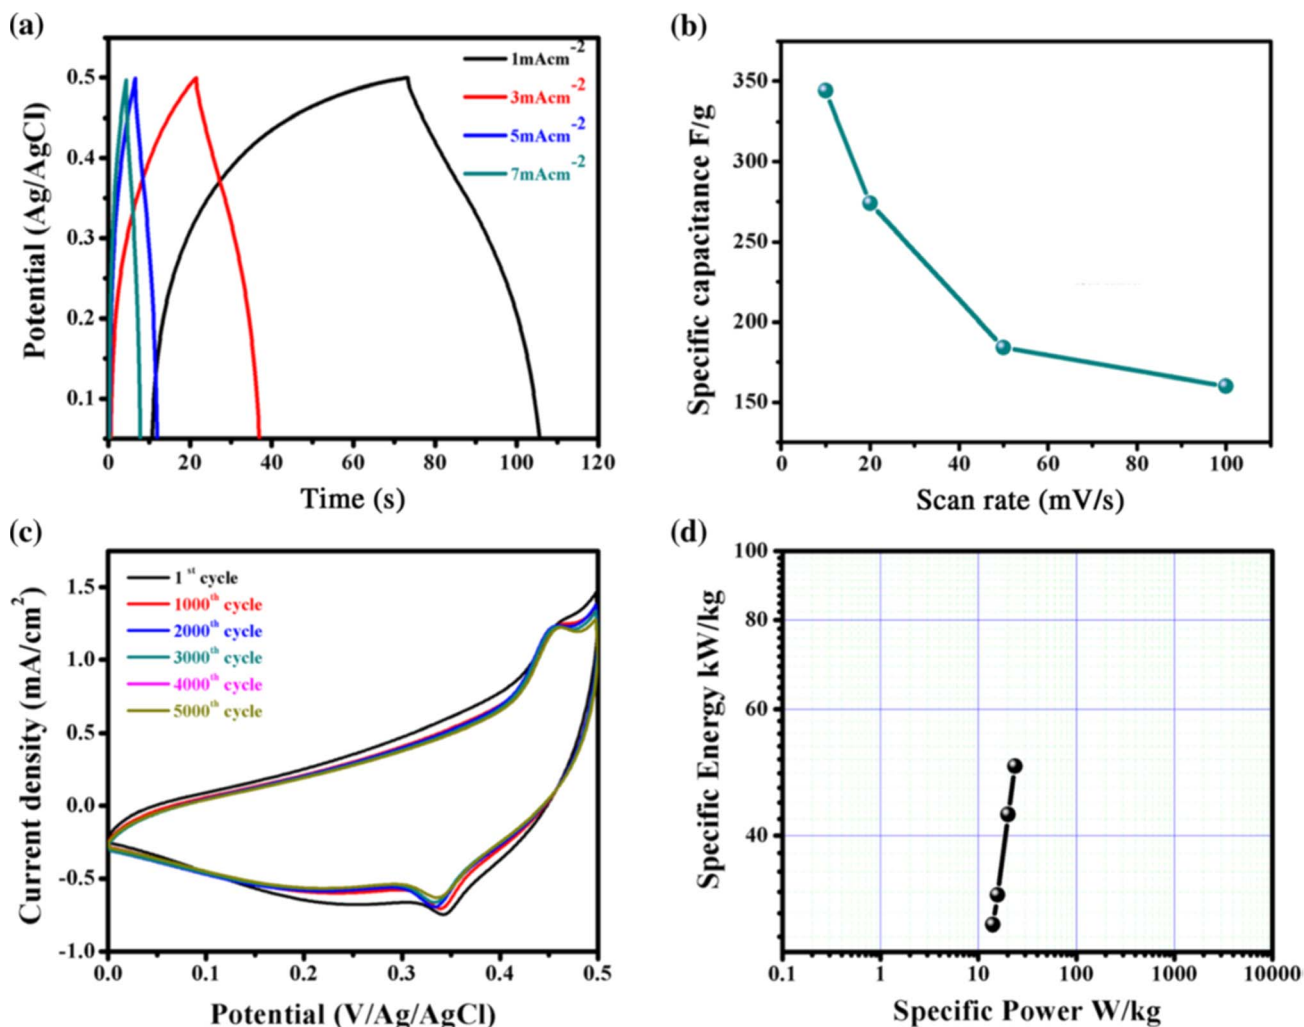 (a)
1mAcm-2
3mAcm-2
5mAcm-2
7mAcm-2
Potential (Ag/AgCl)
0.5
0.4
0.3
0.2
0.1
0 20 40 60 80 100 120
Time (s)
(b)
Specific capacitance F/g
350
300
250
200
150
0 20 40 60 80 100
Scan rate (mV/s)
(c)
1 st cycle
1000th cycle
2000th cycle
3000th cycle
4000th cycle
5000th cycle
Currrent density (mA/cm2)
1.5
1.0
0.5
0.0
-0.5
-1.0
0.0 0.1 0.2 0.3 0.4 0.5
Potential (V/Ag/AgCl)
(d)
Specific Energy kW/kg
100
80
60
40
0.1 1 10 100 1000 10000
Specific Power W/kg